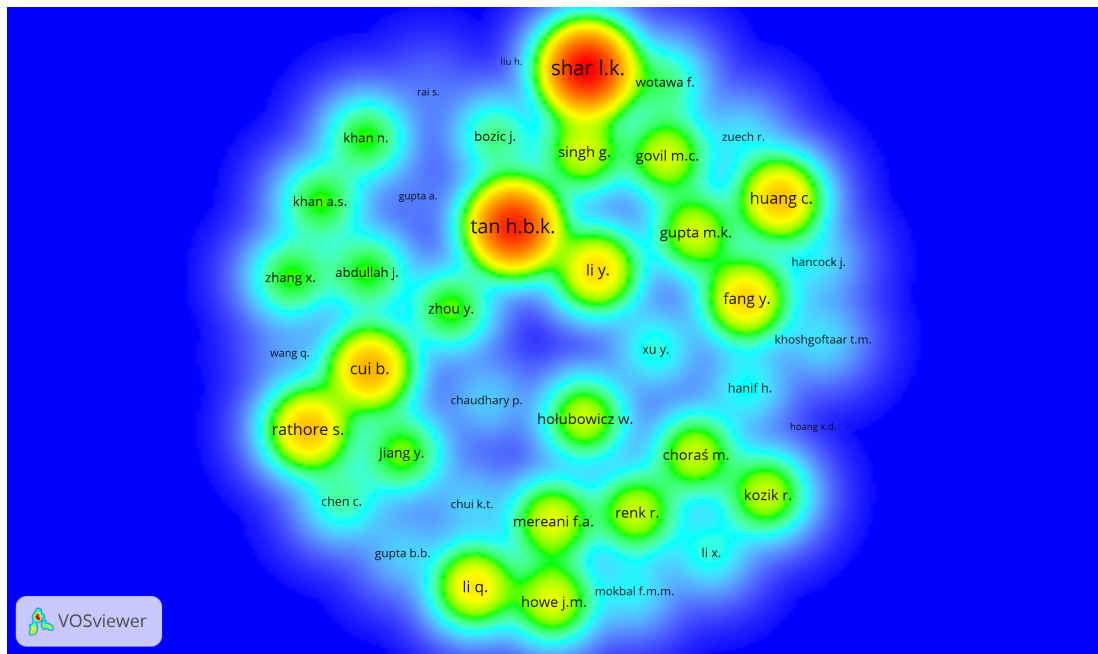 liu h.
shar l.k.
wotawa f.
rai s.
khan n.
bozic j.
zuech r.
singh g.
govil m.c.
gupta a.
khan a.s.
huang c.
tan h.b.k.
gupta m.k.
hancock j.
zhang x.
abdullah j.
li y.
fang y.
zhou y.
khoshgoftaar t.m.
wang q.
xu y.
cui b.
hanif h.
chaudhary p.
hołubowicz w.
rathore s.
hoang x.d.
jiang y.
choraś m.
chen c.
chui k.t.
kozik r.
mereani f.a.
renk r.
gupta b.b.
li x.
li q.
howe j.m.
mokbal f.m.m.
VOSviewer